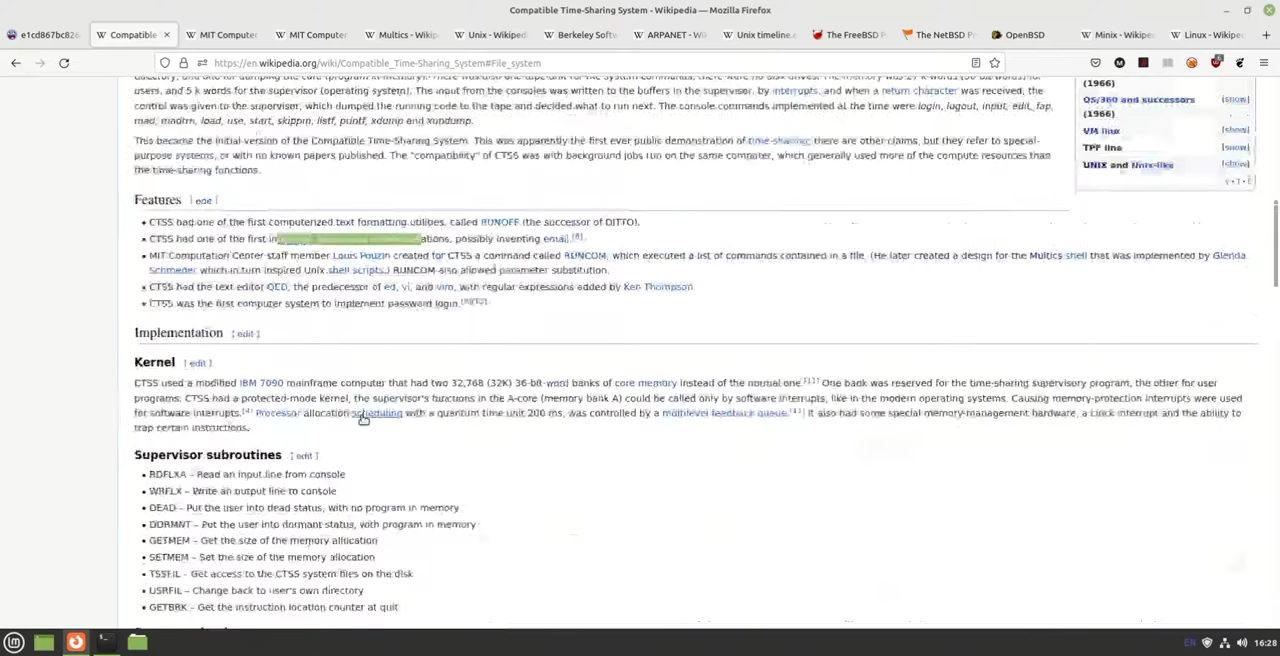 Compatible Time-Sharing System - Wikipedia — Mozilla Firefox
e1cd867bc826
Compatible
MIT Computer
MIT Computer
Multics - Wikip
Unix - Wikiped
Berkeley Softw
ARPANET - Wi
Unix timeline.
The FreeBSD P
The NetBSD Pr
OpenBSD
Minix - Wikiped
Linux - Wikiped
https://en.wikipedia.org/wiki/Compatible_Time-Sharing_System#File_system
users, and 5 k words for the supervisor (operating system). The input from the consoles was written to the buffers in the supervisor, by interrupts, and when a return character was received, the
control was given to the supervisor, which dumped the running code to the tape and decided what to run next. The console commands implemented at the time were login, logout, input, edit, fap,
mad, madtrn, load, use, start, skippm, listf, printf, xdump and xundump.
This became the initial version of the Compatible Time-Sharing System. This was apparently the first ever public demonstration of time-sharing; there are other claims, but they refer to special-
purpose systems, or with no known papers published. The "compatibility" of CTSS was with background jobs run on the same computer, which generally used more of the compute resources than
the time-sharing functions.
(1966)
OS/360 and successors [show]
(1966)
VM line [show]
TPF line [show]
UNIX and Unix-like [show]
V·T·E
Features [edit]
• CTSS had one of the first computerized text formatting utilities, called RUNOFF (the successor of DITTO).
• CTSS had one of the first in ations, possibly inventing email.
• MIT Computation Center staff member Louis Pouzin created for CTSS a command called RUNCOM, which executed a list of commands contained in a file. (He later created a design for the Multics shell that was implemented by Glenda
Schroeder which in turn inspired Unix shell scripts.) RUNCOM also allowed parameter substitution.
• CTSS had the text editor QED, the predecessor of ed, vi, and vim, with regular expressions added by Ken Thompson.
• CTSS was the first computer system to implement password login.
Implementation [edit]
Kernel [edit]
CTSS used a modified IBM 7090 mainframe computer that had two 32,768 (32K) 36-bit-word banks of core memory instead of the normal one. One bank was reserved for the time-sharing supervisory program, the other for user
programs. CTSS had a protected-mode kernel, the supervisor's functions in the A-core (memory bank A) could be called only by software interrupts, like in the modern operating systems. Causing memory-protection interrupts were used
for software interrupts. Processor allocation scheduling with a quantum time unit 200 ms, was controlled by a multilevel feedback queue. It also had some special memory-management hardware, a clock interrupt and the ability to
trap certain instructions.
Supervisor subroutines [edit]
• RDFLXA – Read an input line from console
• WRFLX – Write an output line to console
• DEAD – Put the user into dead status, with no program in memory
• DORMNT – Put the user into dormant status, with program in memory
• GETMEM – Get the size of the memory allocation
• SETMEM – Set the size of the memory allocation
• TSSFIL – Get access to the CTSS system files on the disk
• USRFIL – Change back to user's own directory
• GETBRK – Get the instruction location counter at quit
EN
16:28